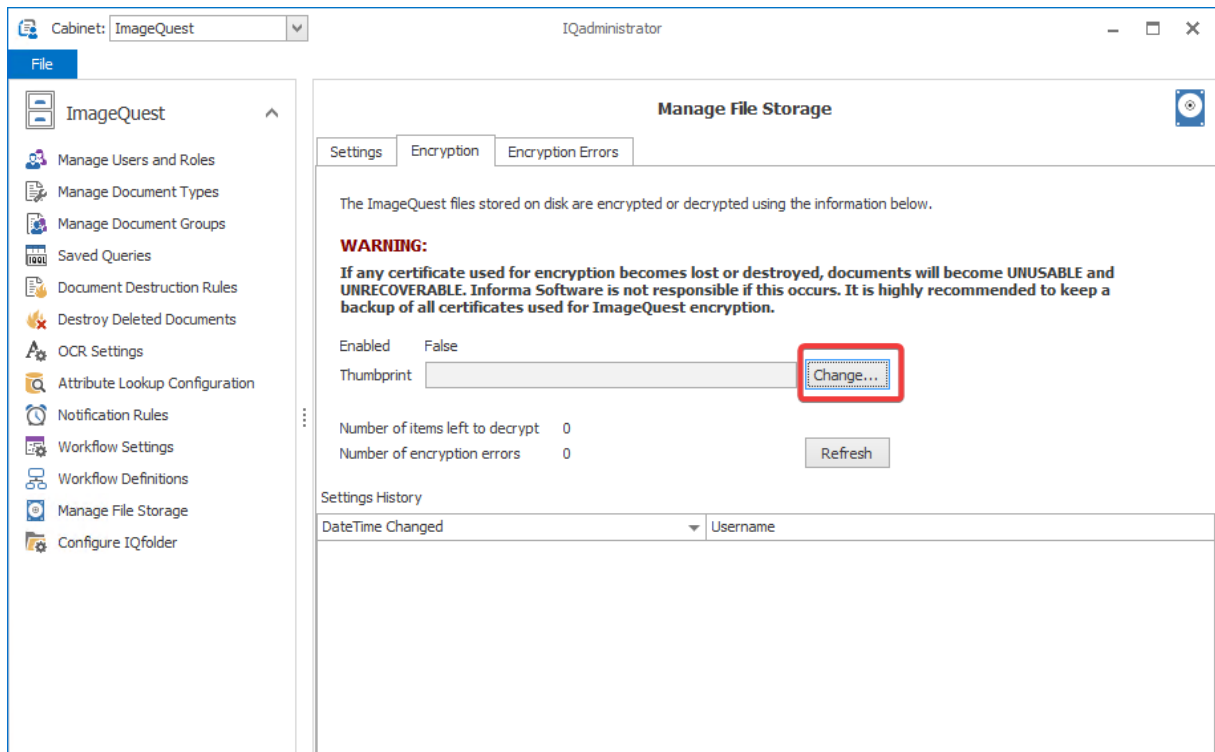 Cabinet: ImageQuest
IQadministrator
File
ImageQuest
Manage Users and Roles
Manage Document Types
Manage Document Groups
Saved Queries
Document Destruction Rules
Destroy Deleted Documents
OCR Settings
Attribute Lookup Configuration
Notification Rules
Workflow Settings
Workflow Definitions
Manage File Storage
Configure IQfolder
Manage File Storage
Settings Encryption Encryption Errors
The ImageQuest files stored on disk are encrypted or decrypted using the information below.
WARNING:
If any certificate used for encryption becomes lost or destroyed, documents will become UNUSABLE and
UNRECOVERABLE. Informa Software is not responsible if this occurs. It is highly recommended to keep a
backup of all certificates used for ImageQuest encryption.
Enabled False
Thumbprint Change...
Number of items left to decrypt 0
Number of encryption errors 0 Refresh
Settings History
DateTime Changed Username